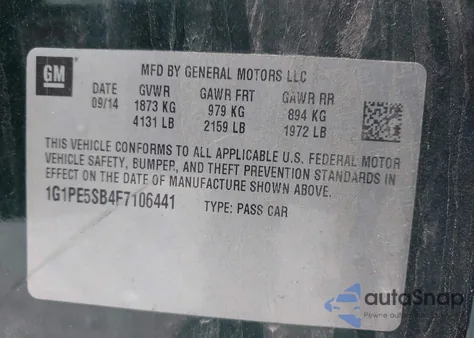 GM
MFD BY GENERAL MOTORS LLC
DATE GVWR GAWR FRT GAWR RR
09/14 1873 KG 979 KG 894 KG
4131 LB 2159 LB 1972 LB
THIS VEHICLE CONFORMS TO ALL APPLICABLE U.S. FEDERAL MOTOR
VEHICLE SAFETY, BUMPER, AND THEFT PREVENTION STANDARDS IN
EFFECT ON THE DATE OF MANUFACTURE SHOWN ABOVE.
1G1PE5SB4F7106441 TYPE: PASS CAR
autoSnap